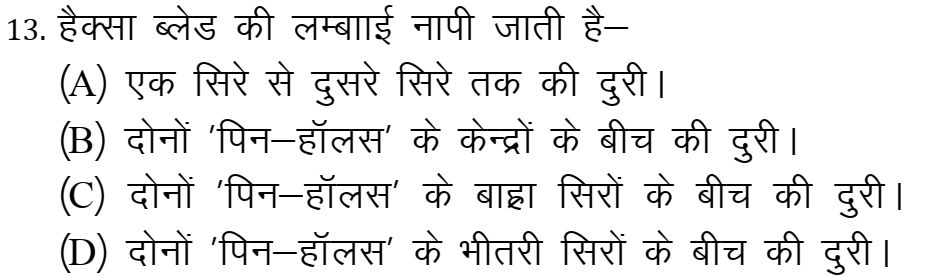 13. हैक्सा ब्लेड की लम्बााई नापी जाती है–
(A) एक सिरे से दुसरे सिरे तक की दुरी।
(B) दोनों ’पिन–हॉलस’ के केन्द्रों के बीच की दुरी।
(C) दोनों ’पिन–हॉलस’ के बाह्रा सिरों के बीच की दुरी।
(D) दोनों ’पिन–हॉलस’ के भीतरी सिरों के बीच की दुरी।